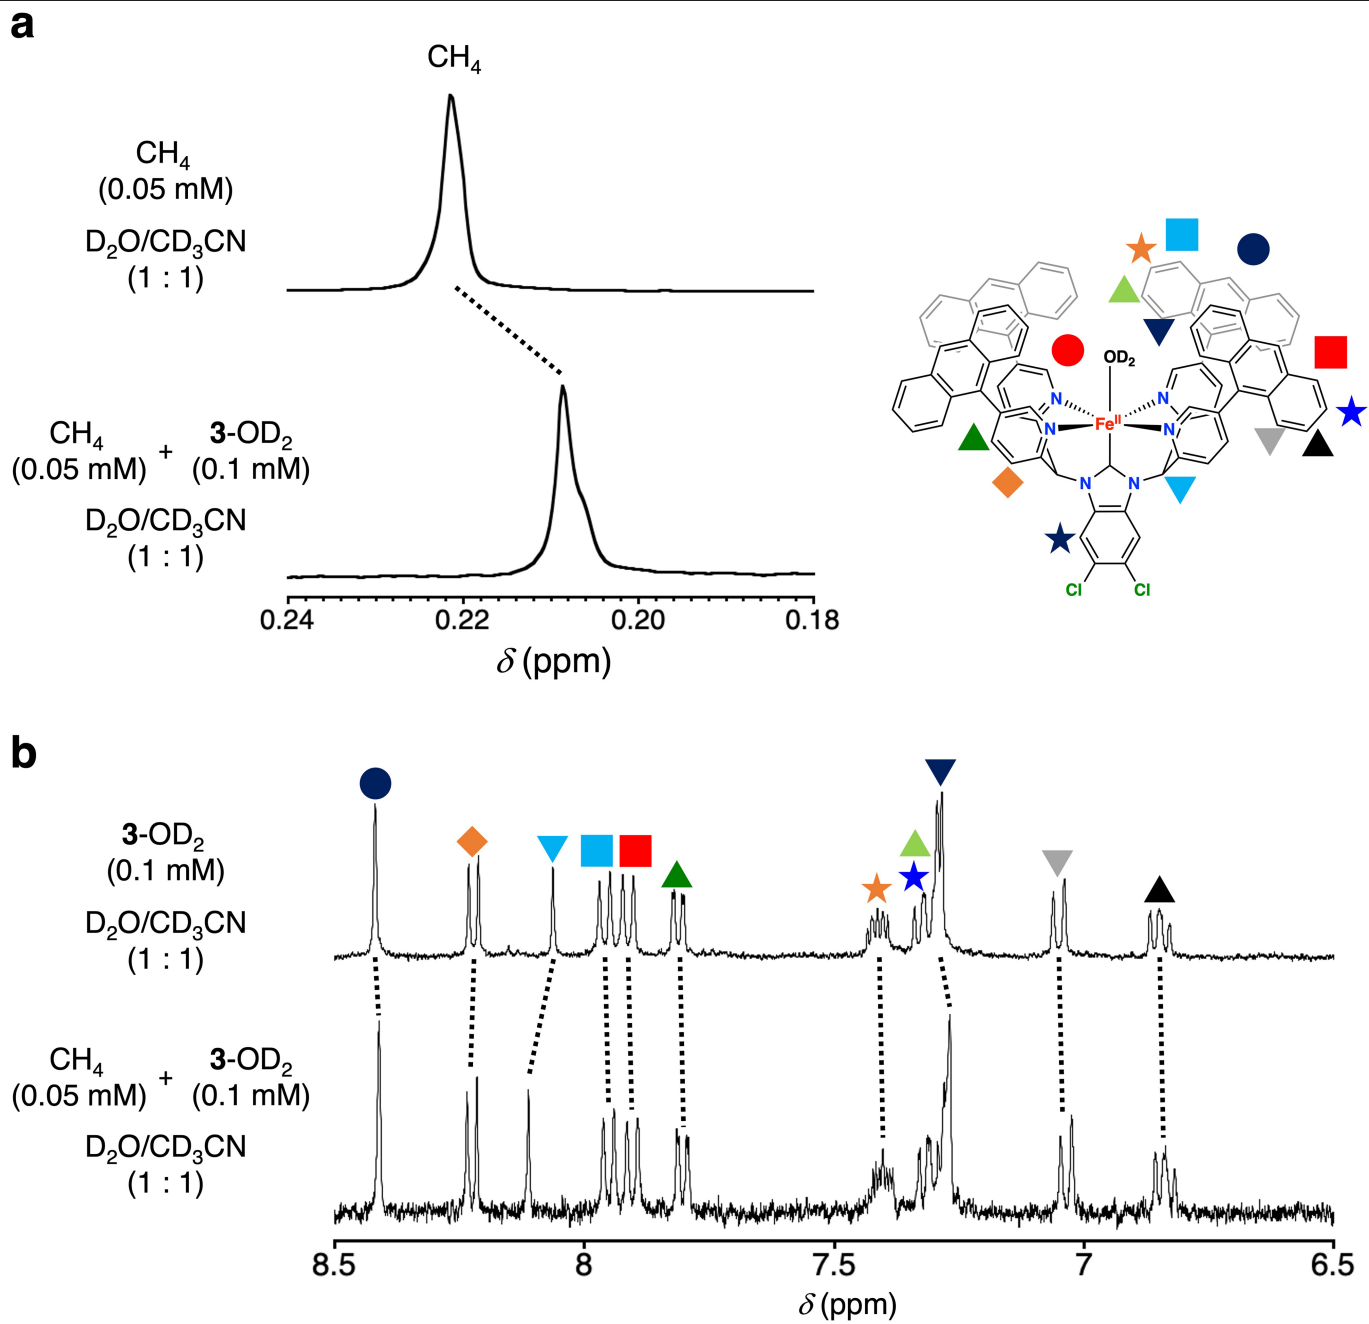 a
CH₄
CH₄
(0.05 mM)
D₂O/CD₃CN
(1 : 1)
CH₄ + 3-OD₂
(0.05 mM) (0.1 mM)
D₂O/CD₃CN
(1 : 1)
0.24 0.22 0.20 0.18
δ (ppm)
OD₂
N N
N Feᴵᴵ N
N N
Cl Cl
b
3-OD₂
(0.1 mM)
D₂O/CD₃CN
(1 : 1)
CH₄ + 3-OD₂
(0.05 mM) (0.1 mM)
D₂O/CD₃CN
(1 : 1)
8.5 8 7.5 7 6.5
δ (ppm)